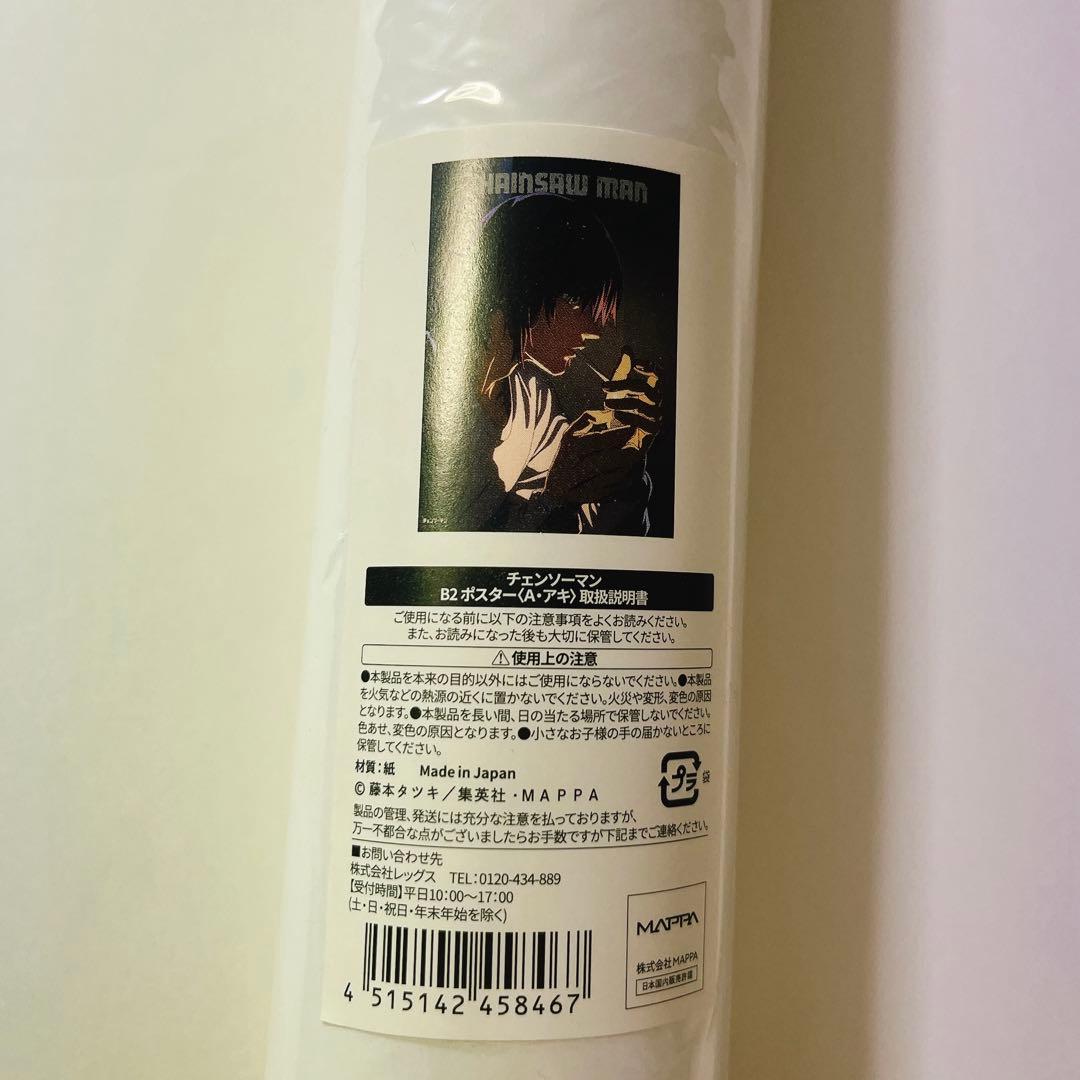 HAINSAW MAN
チェンソーマン
チェンソーマン
B2 ポスター〈A・アキ〉取扱説明書
ご使用になる前に以下の注意事項をよくお読みください。
また、お読みになった後も大切に保管してください。
⚠使用上の注意
●本製品を本来の目的以外にはご使用にならないでください。●本製品
を火気などの熱源の近くに置かないでください。火災や変形、変色の原因
となります。●本製品を長い間、日の当たる場所で保管しないでください。
色あせ、変色の原因となります。●小さなお子様の手の届かないところに
保管してください。
材質：紙 Made in Japan
プラ 袋
© 藤本タツキ／集英社・MAPPA
製品の管理、発送には充分な注意を払っておりますが、
万一不都合な点がございましたらお手数ですが下記までご連絡ください。
■お問い合わせ先
株式会社レッグス TEL：0120-434-889
【受付時間】平日10：00～17：00
(土・日・祝日・年末年始を除く)
4 515142 458467
MAPPA
株式会社MAPPA
日本国内販売許諾